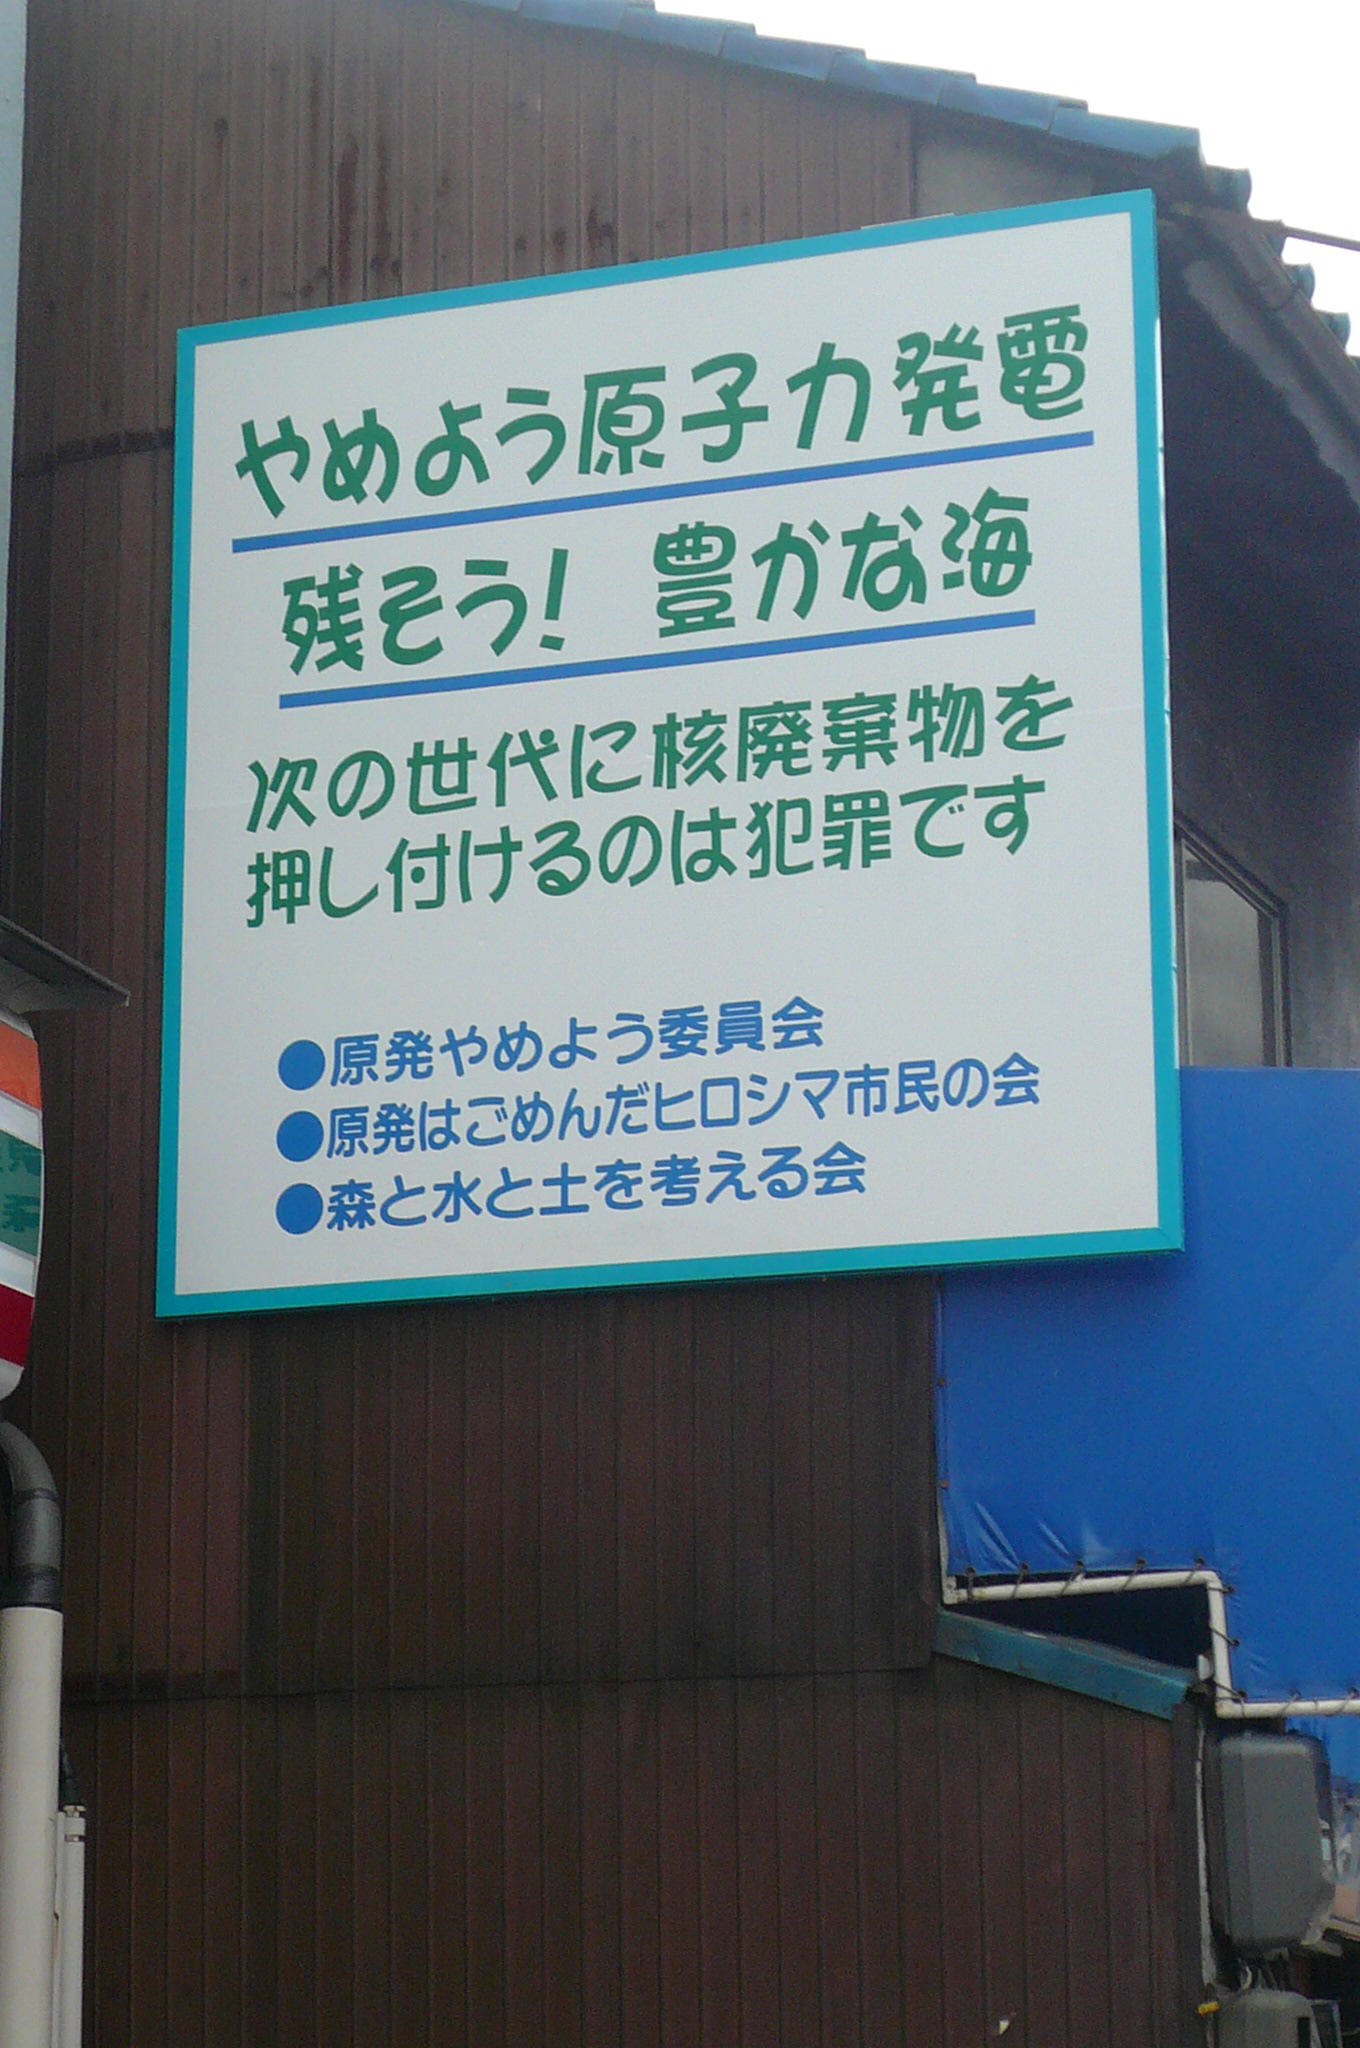 やめよう原子力発電
残そう！ 豊かな海
次の世代に核廃棄物を
押し付けるのは犯罪です
●原発やめよう委員会
●原発はごめんだヒロシマ市民の会
●森と水と土を考える会